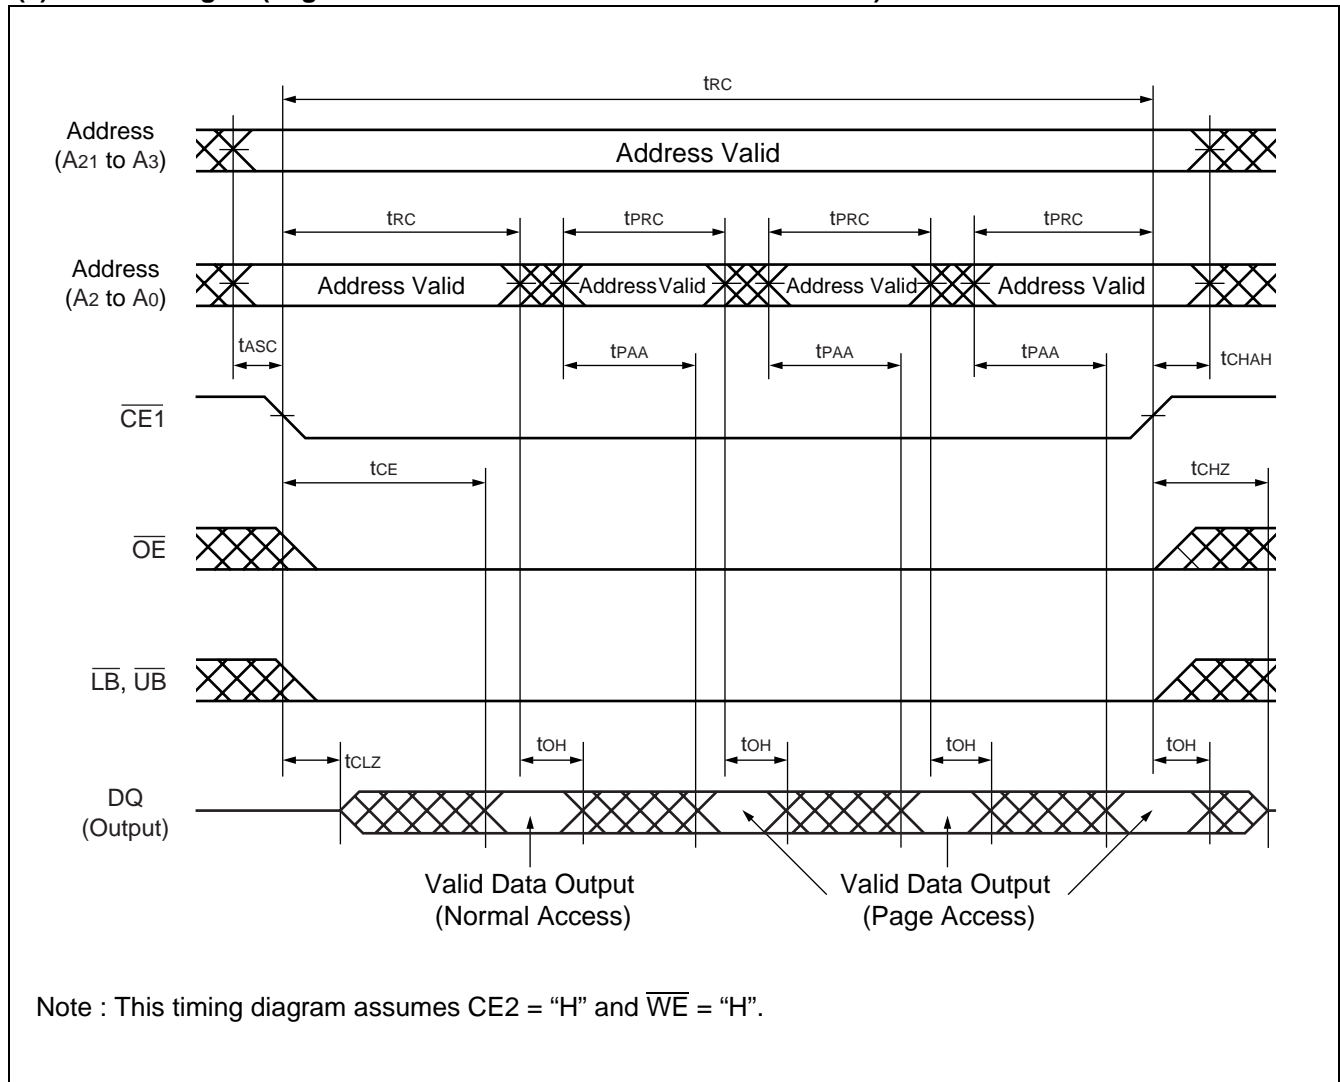 tRC
Address
(A21 to A3)
Address Valid
tRC tPRC tPRC tPRC
Address
(A2 to A0)
Address Valid Address Valid Address Valid Address Valid
tASC tPAA tPAA tPAA tCHAH
CE1
tCE tCHZ
OE
LB, UB
tCLZ tOH tOH tOH tOH
DQ
(Output)
Valid Data Output
(Normal Access)
Valid Data Output
(Page Access)
Note : This timing diagram assumes CE2 = “H” and WE = “H”.